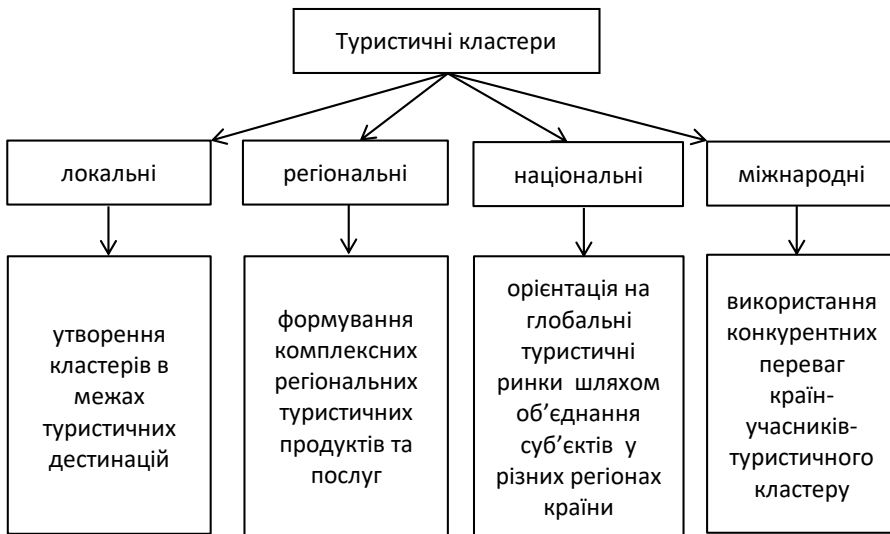 Туристичні кластери
локальні
регіональні
національні
міжнародні
утворення
кластерів в
межах
туристичних
дестинацій
формування
комплексних
регіональних
туристичних
продуктів та
послуг
орієнтація на
глобальні
туристичні
ринки шляхом
об’єднання
суб’єктів у
різних регіонах
країни
використання
конкурентних
переваг
країн-
учасників-
туристичного
кластеру